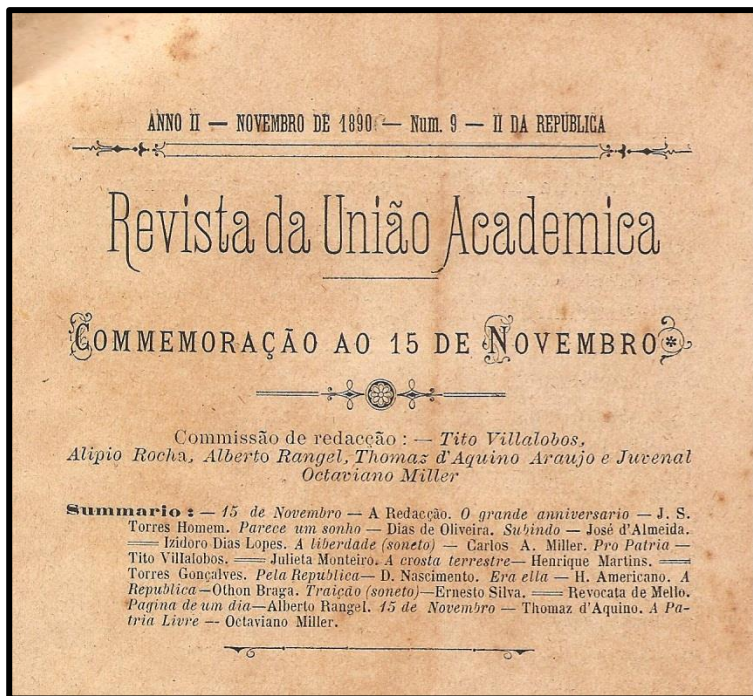 ANNO II — NOVEMBRO DE 1890 — Num. 9 — II DA REPÚBLICA
Revista da União Academica
COMMEMORAÇÃO AO 15 DE NOVEMBRO
Commissão de redacção : — Tito Villalobos,
Alipio Rocha, Alberto Rangel, Thomaz d'Aquino Araujo e Juvenal
Octaviano Miller
Summario : — 15 de Novembro — A Redacção. O grande anniversario — J. S.
Torres Homem. Parece um sonho — Dias de Oliveira. Subindo — José d'Almeida.
—— Izidoro Dias Lopes. A liberdade (soneto) — Carlos A. Miller. Pro Patria —
Tito Villalobos. —— Julieta Monteiro. A crosta terrestre — Henrique Martins. ——
Torres Gonçalves. Pela Republica — D. Nascimento. Era ella — H. Americano. A
Republica — Othon Braga. Traição (soneto) — Ernesto Silva. —— Revocata de Mello.
Pagina de um dia — Alberto Rangel. 15 de Novembro — Thomaz d'Aquino. A Pa-
tria Livre — Octaviano Miller.